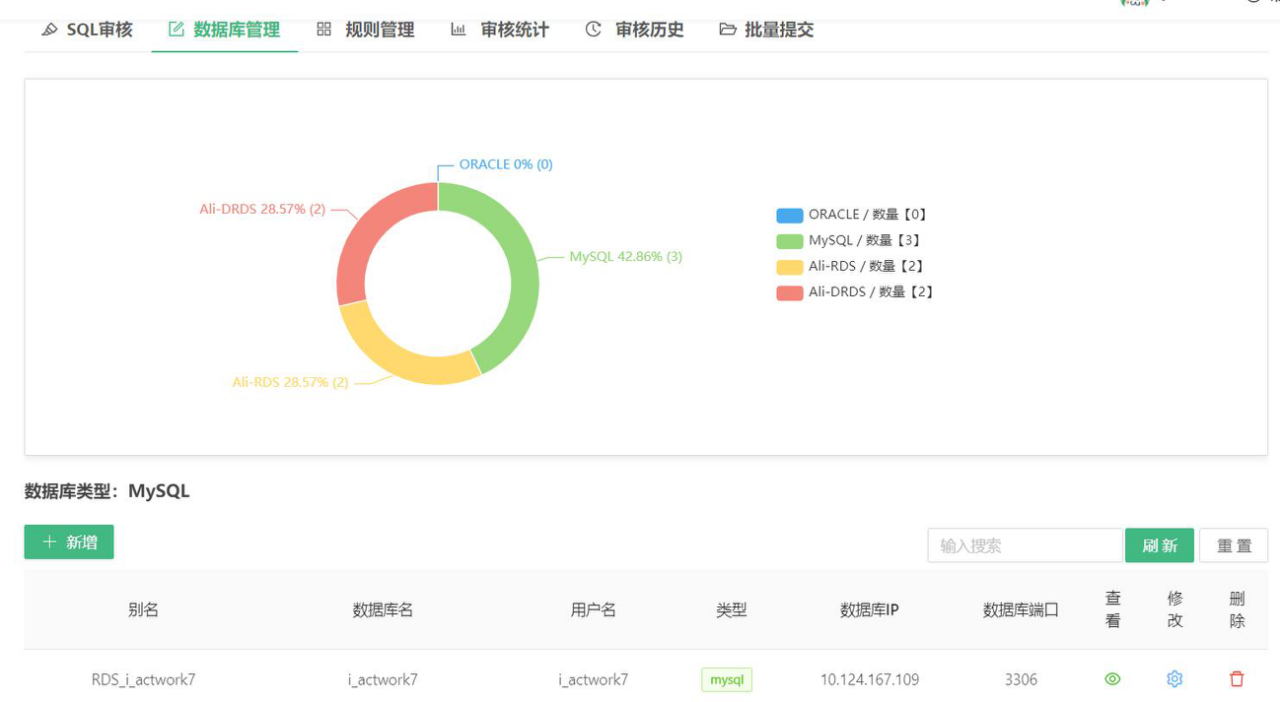 SQL审核 数据库管理 规则管理 审核统计 审核历史 批量提交
ORACLE 0% (0)
Ali-DRDS 28.57% (2)
MySQL 42.86% (3)
Ali-RDS 28.57% (2)
ORACLE / 数量【0】
MySQL / 数量【3】
Ali-RDS / 数量【2】
Ali-DRDS / 数量【2】
数据库类型：MySQL
新增
输入搜索 刷新 重置
别名 数据库名 用户名 类型 数据库IP 数据库端口 查看 修改 删除
RDS_i_actwork7 i_actwork7 i_actwork7 mysql 10.124.167.109 3306